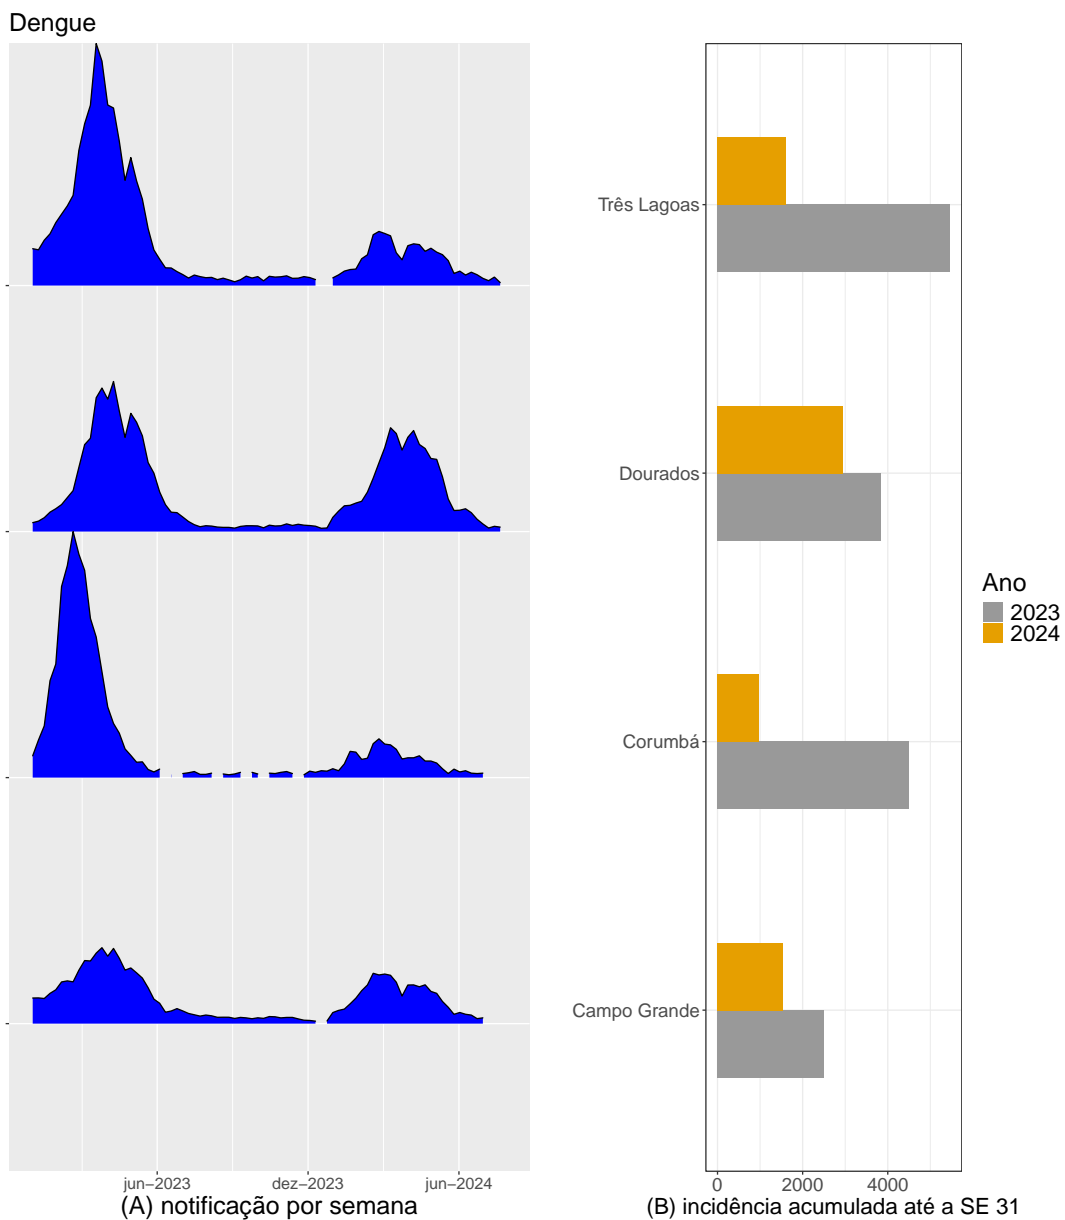 Dengue
jun−2023
dez−2023
jun−2024
(A) notificação por semana
Três Lagoas
Dourados
Corumbá
Campo Grande
0
2000
4000
(B) incidência acumulada até a SE 31
Ano
2023
2024